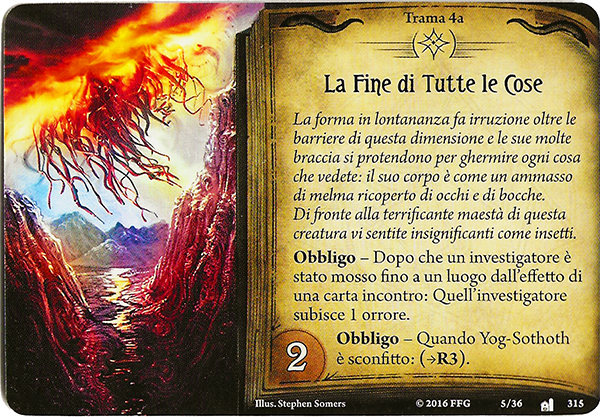 Trama 4a
La Fine di Tutte le Cose
La forma in lontananza fa irruzione oltre le
barriere di questa dimensione e le sue molte
braccia si protendono per ghermire ogni cosa
che vedete: il suo corpo è come un ammasso
di melma ricoperto di occhi e di bocche.
Di fronte alla terrificante maestà di questa
creatura vi sentite insignificanti come insetti.
Obbligo – Dopo che un investigatore è
stato mosso fino a un luogo dall'effetto di
una carta incontro: Quell'investigatore
subisce 1 orrore.
Obbligo – Quando Yog-Sothoth
è sconfitto: (→R3).
2
Illus. Stephen Somers
© 2016 FFG
5/36
315